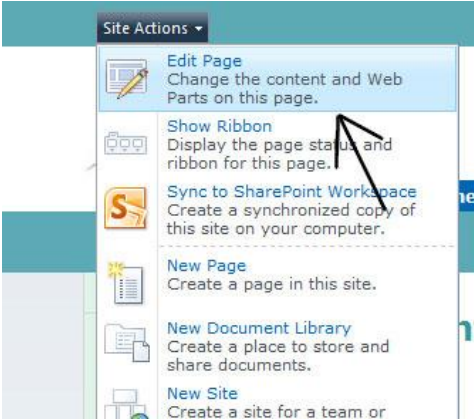 Site Actions
Edit Page
Change the content and Web
Parts on this page.
Show Ribbon
Display the page status and
ribbon for this page.
Sync to SharePoint Workspace
Create a synchronized copy of
this site on your computer.
New Page
Create a page in this site.
New Document Library
Create a place to store and
share documents.
New Site
Create a site for a team or